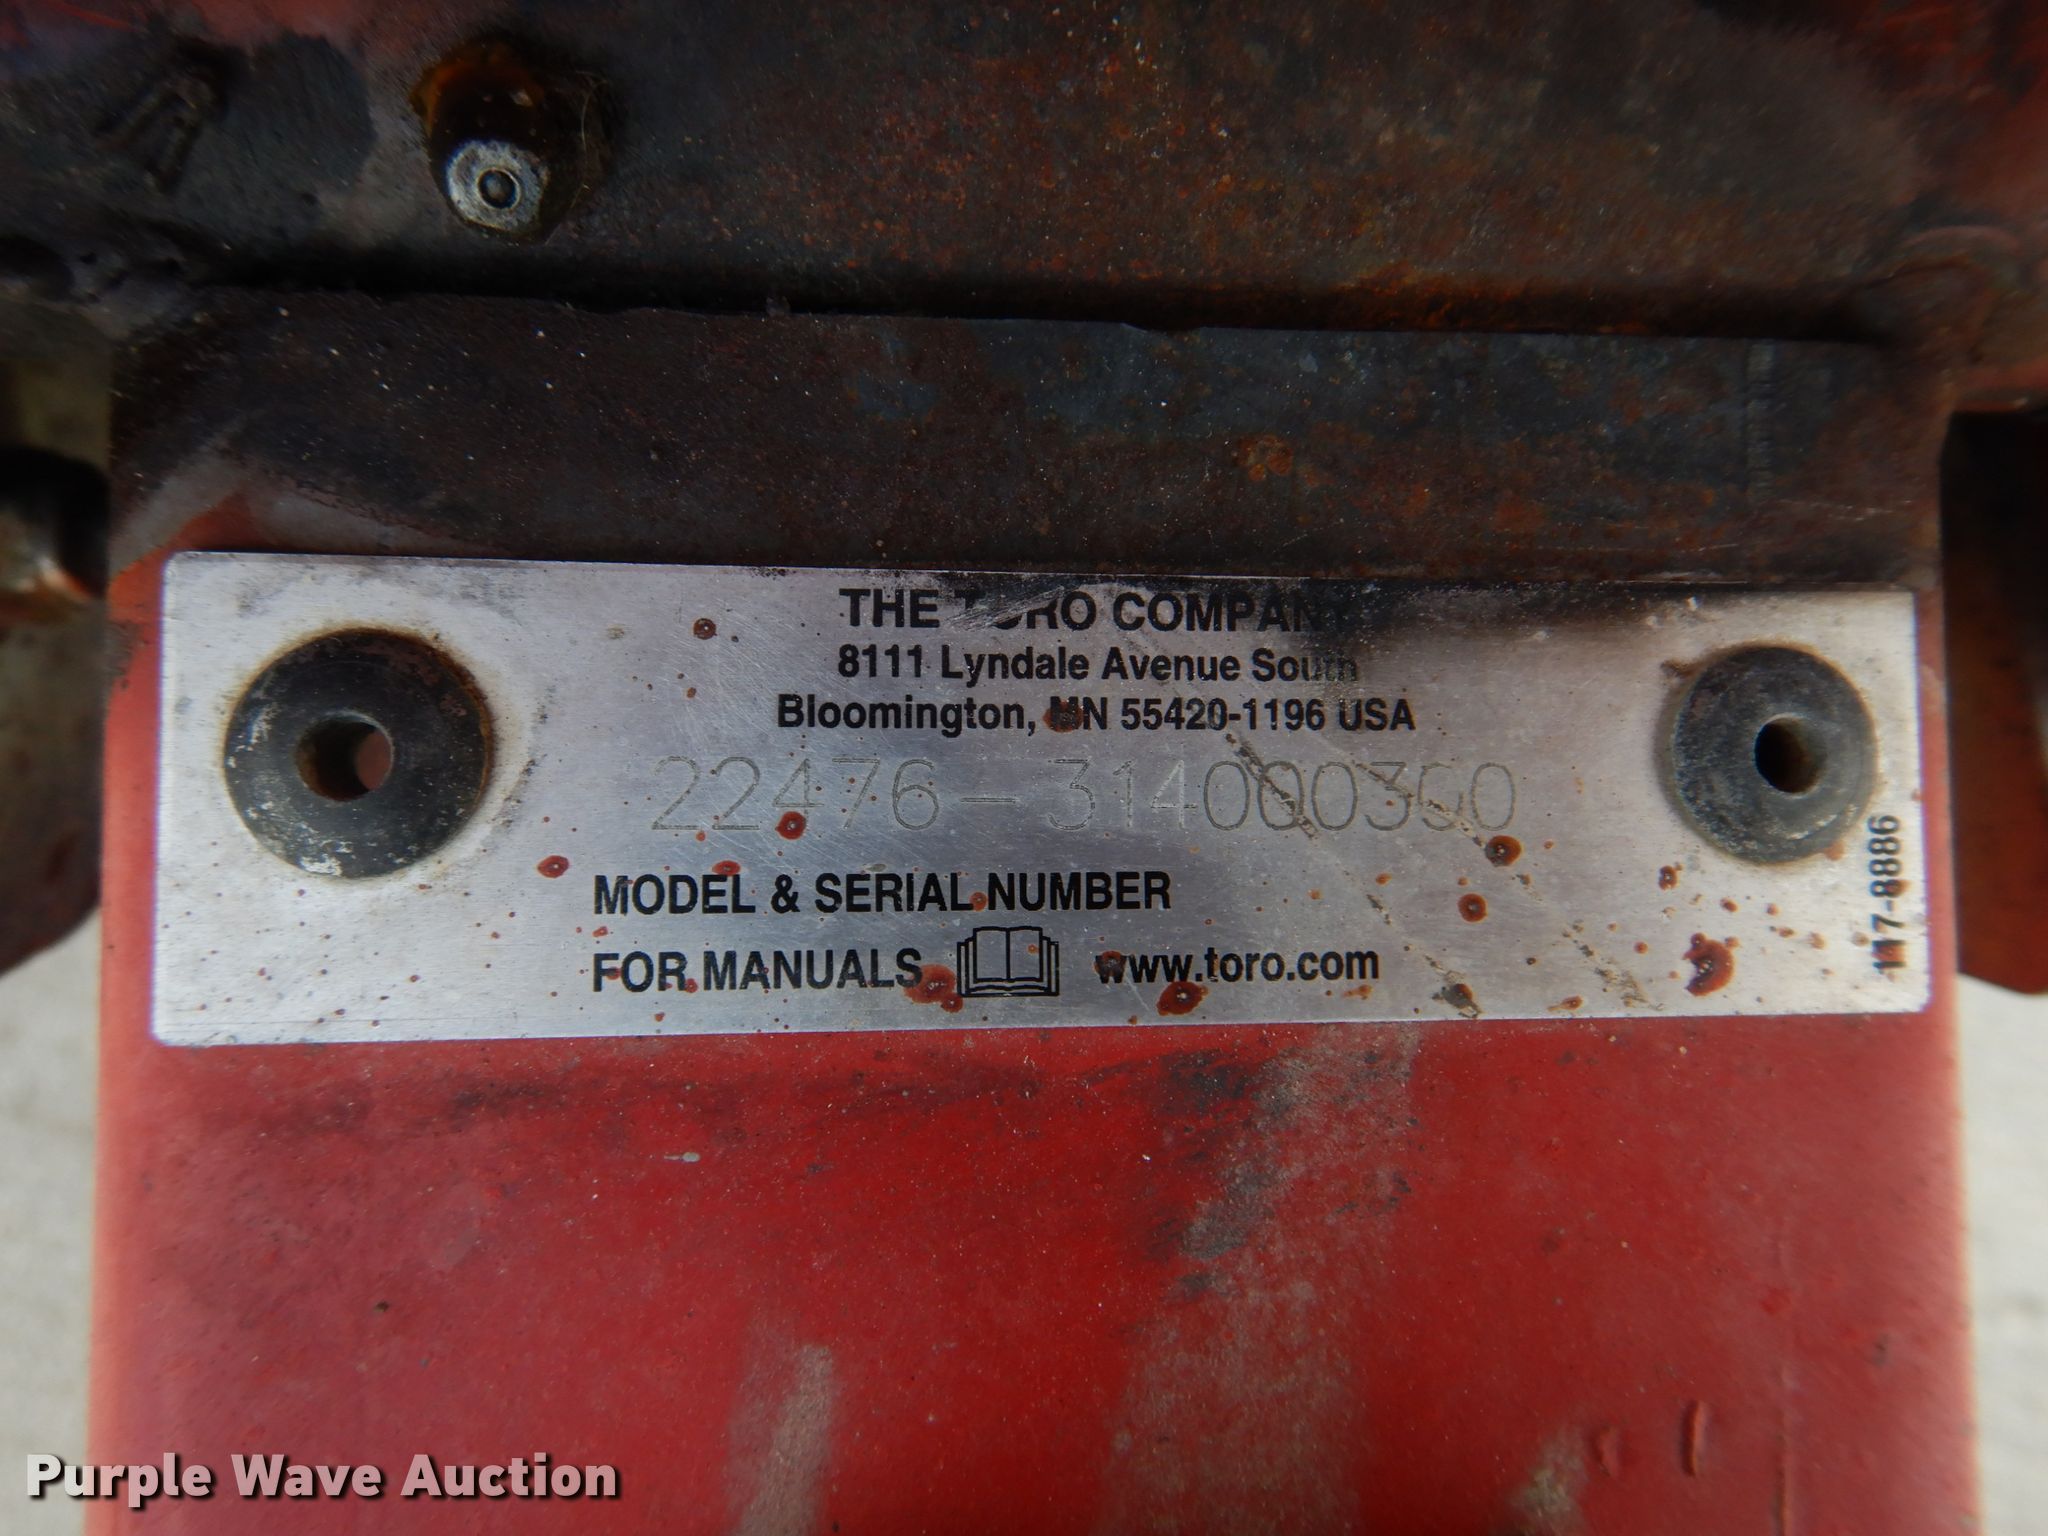 THE TORO COMPANY
8111 Lyndale Avenue South
Bloomington, MN 55420-1196 USA
22476-314000300
MODEL & SERIAL NUMBER
FOR MANUALS www.toro.com
117-8886
Purple Wave Auction